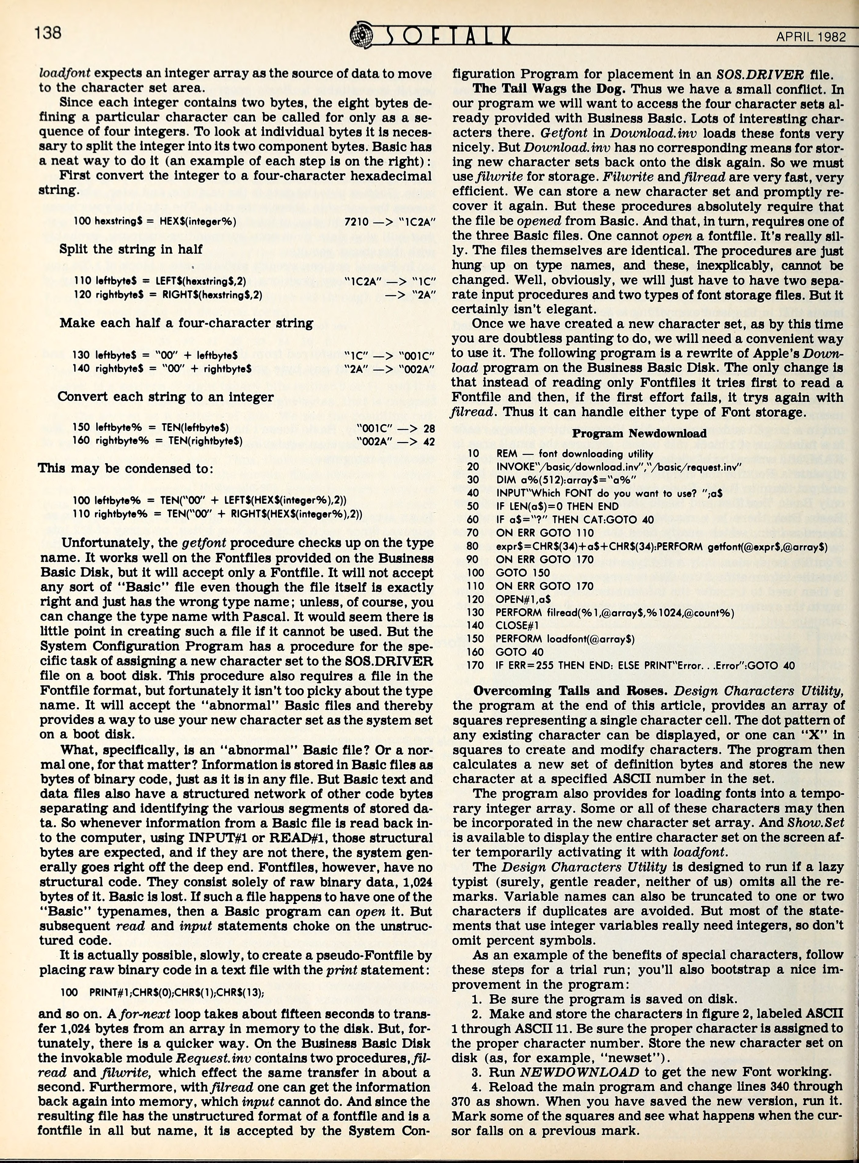 138
SOFTALK
APRIL 1982
loadfont expects an integer array as the source of data to move
to the character set area.
Since each integer contains two bytes, the eight bytes de-
fining a particular character can be called for only as a se-
quence of four integers. To look at individual bytes it is neces-
sary to split the integer into its two component bytes. Basic has
a neat way to do it (an example of each step is on the right) :
First convert the integer to a four-character hexadecimal
string.
100 hexstring$ = HEX$(integer%) 7210 —> "1C2A"
Split the string in half
110 leftbyte$ = LEFT$(hexstring$,2) "1C2A" —> "1C"
120 rightbyte$ = RIGHT$(hexstring$,2) —> "2A"
Make each half a four-character string
130 leftbyte$ = "00" + leftbyte$ "1C" —> "001C"
140 rightbyte$ = "00" + rightbyte$ "2A" —> "002A"
Convert each string to an integer
150 leftbyte% = TEN(leftbyte$) "001C" —> 28
160 rightbyte% = TEN(rightbyte$) "002A" —> 42
This may be condensed to:
100 leftbyte% = TEN("00" + LEFT$(HEX$(integer%),2))
110 rightbyte% = TEN("00" + RIGHT$(HEX$(integer%),2))
Unfortunately, the getfont procedure checks up on the type
name. It works well on the Fontfiles provided on the Business
Basic Disk, but it will accept only a Fontfile. It will not accept
any sort of "Basic" file even though the file itself is exactly
right and just has the wrong type name; unless, of course, you
can change the type name with Pascal. It would seem there is
little point in creating such a file if it cannot be used. But the
System Configuration Program has a procedure for the spe-
cific task of assigning a new character set to the SOS.DRIVER
file on a boot disk. This procedure also requires a file in the
Fontfile format, but fortunately it isn't too picky about the type
name. It will accept the "abnormal" Basic files and thereby
provides a way to use your new character set as the system set
on a boot disk.
What, specifically, is an "abnormal" Basic file? Or a nor-
mal one, for that matter? Information is stored in Basic files as
bytes of binary code, just as it is in any file. But Basic text and
data files also have a structured network of other code bytes
separating and identifying the various segments of stored da-
ta. So whenever information from a Basic file is read back in-
to the computer, using INPUT#1 or READ#1, those structural
bytes are expected, and if they are not there, the system gen-
erally goes right off the deep end. Fontfiles, however, have no
structural code. They consist solely of raw binary data, 1,024
bytes of it. Basic is lost. If such a file happens to have one of the
"Basic" typenames, then a Basic program can open it. But
subsequent read and input statements choke on the unstruc-
tured code.
It is actually possible, slowly, to create a pseudo-Fontfile by
placing raw binary code in a text file with the print statement:
100 PRINT#1;CHR$(0);CHR$(1);CHR$(13);
and so on. A for-next loop takes about fifteen seconds to trans-
fer 1,024 bytes from an array in memory to the disk. But, for-
tunately, there is a quicker way. On the Business Basic Disk
the invokable module Request.inv contains two procedures, fil-
read and filwrite, which effect the same transfer in about a
second. Furthermore, with filread one can get the information
back again into memory, which input cannot do. And since the
resulting file has the unstructured format of a fontfile and is a
fontfile in all but name, it is accepted by the System Con-
figuration Program for placement in an SOS.DRIVER file.
The Tail Wags the Dog. Thus we have a small conflict. In
our program we will want to access the four character sets al-
ready provided with Business Basic. Lots of interesting char-
acters there. Getfont in Download.inv loads these fonts very
nicely. But Download.inv has no corresponding means for stor-
ing new character sets back onto the disk again. So we must
use filwrite for storage. Filwrite and filread are very fast, very
efficient. We can store a new character set and promptly re-
cover it again. But these procedures absolutely require that
the file be opened from Basic. And that, in turn, requires one of
the three Basic files. One cannot open a fontfile. It's really sil-
ly. The files themselves are identical. The procedures are just
hung up on type names, and these, inexplicably, cannot be
changed. Well, obviously, we will just have to have two sepa-
rate input procedures and two types of font storage files. But it
certainly isn't elegant.
Once we have created a new character set, as by this time
you are doubtless panting to do, we will need a convenient way
to use it. The following program is a rewrite of Apple's Down-
load program on the Business Basic Disk. The only change is
that instead of reading only Fontfiles it tries first to read a
Fontfile and then, if the first effort fails, it trys again with
filread. Thus it can handle either type of Font storage.
Program Newdownload
10 REM — font downloading utility
20 INVOKE"/basic/download.inv","/basic/request.inv"
30 DIM a%(512):array$="a%"
40 INPUT"Which FONT do you want to use? ";a$
50 IF LEN(a$)=0 THEN END
60 IF a$="?" THEN CAT:GOTO 40
70 ON ERR GOTO 110
80 expr$=CHR$(34)+a$+CHR$(34):PERFORM getfont(@expr$,@array$)
90 ON ERR GOTO 170
100 GOTO 150
110 ON ERR GOTO 170
120 OPEN#1,a$
130 PERFORM filread(%1,@array$,%1024,@count%)
140 CLOSE#1
150 PERFORM loadfont(@array$)
160 GOTO 40
170 IF ERR=255 THEN END: ELSE PRINT"Error. . .Error":GOTO 40
Overcoming Tails and Roses. Design Characters Utility,
the program at the end of this article, provides an array of
squares representing a single character cell. The dot pattern of
any existing character can be displayed, or one can "X" in
squares to create and modify characters. The program then
calculates a new set of definition bytes and stores the new
character at a specified ASCII number in the set.
The program also provides for loading fonts into a tempo-
rary integer array. Some or all of these characters may then
be incorporated in the new character set array. And Show.Set
is available to display the entire character set on the screen af-
ter temporarily activating it with loadfont.
The Design Characters Utility is designed to run if a lazy
typist (surely, gentle reader, neither of us) omits all the re-
marks. Variable names can also be truncated to one or two
characters if duplicates are avoided. But most of the state-
ments that use integer variables really need integers, so don't
omit percent symbols.
As an example of the benefits of special characters, follow
these steps for a trial run; you'll also bootstrap a nice im-
provement in the program:
1. Be sure the program is saved on disk.
2. Make and store the characters in figure 2, labeled ASCII
1 through ASCII 11. Be sure the proper character is assigned to
the proper character number. Store the new character set on
disk (as, for example, "newset").
3. Run NEWDOWNLOAD to get the new Font working.
4. Reload the main program and change lines 340 through
370 as shown. When you have saved the new version, run it.
Mark some of the squares and see what happens when the cur-
sor falls on a previous mark.